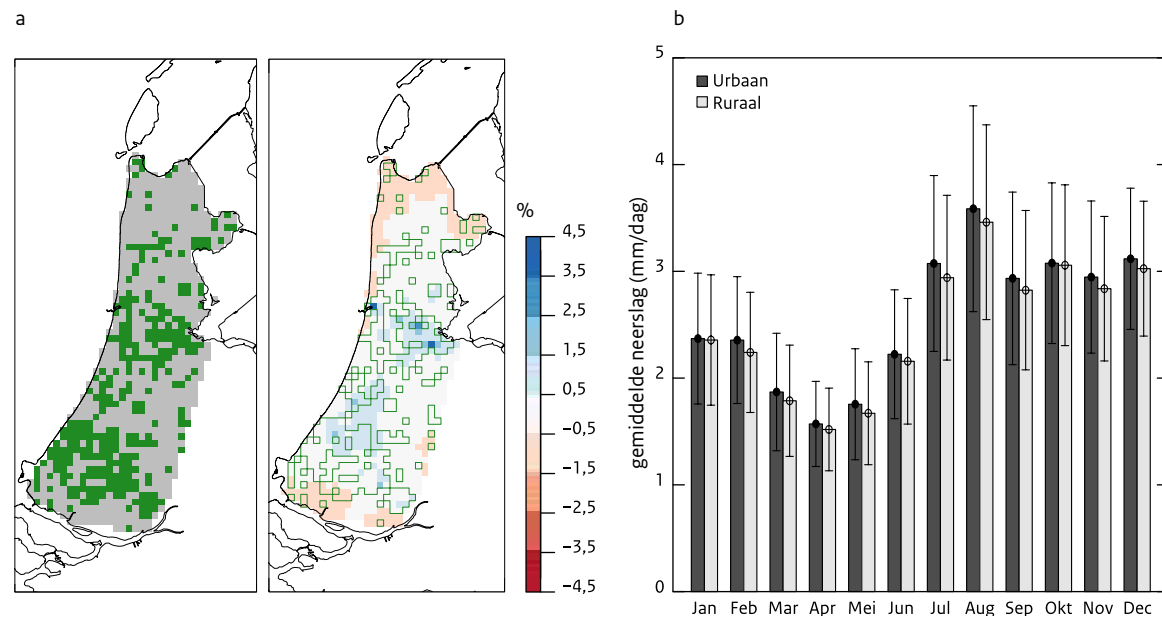 a
%
4,5
3,5
2,5
1,5
0,5
−0,5
−1,5
−2,5
−3,5
−4,5
b
gemiddelde neerslag (mm/dag)
5
4
3
2
1
0
Urbaan
Ruraal
Jan Feb Mar Apr Mei Jun Jul Aug Sep Okt Nov Dec